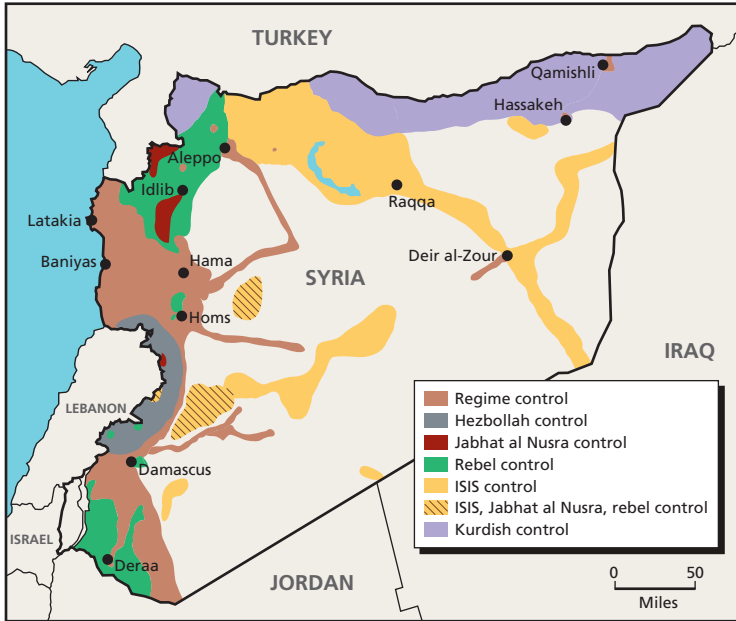 TURKEY
Qamishli
Hassakeh
Aleppo
Idlib
Raqqa
Latakia
Deir al-Zour
Baniyas
Hama
SYRIA
Homs
IRAQ
LEBANON
Damascus
ISRAEL
Deraa
JORDAN
Regime control
Hezbollah control
Jabhat al Nusra control
Rebel control
ISIS control
ISIS, Jabhat al Nusra, rebel control
Kurdish control
0 50
Miles